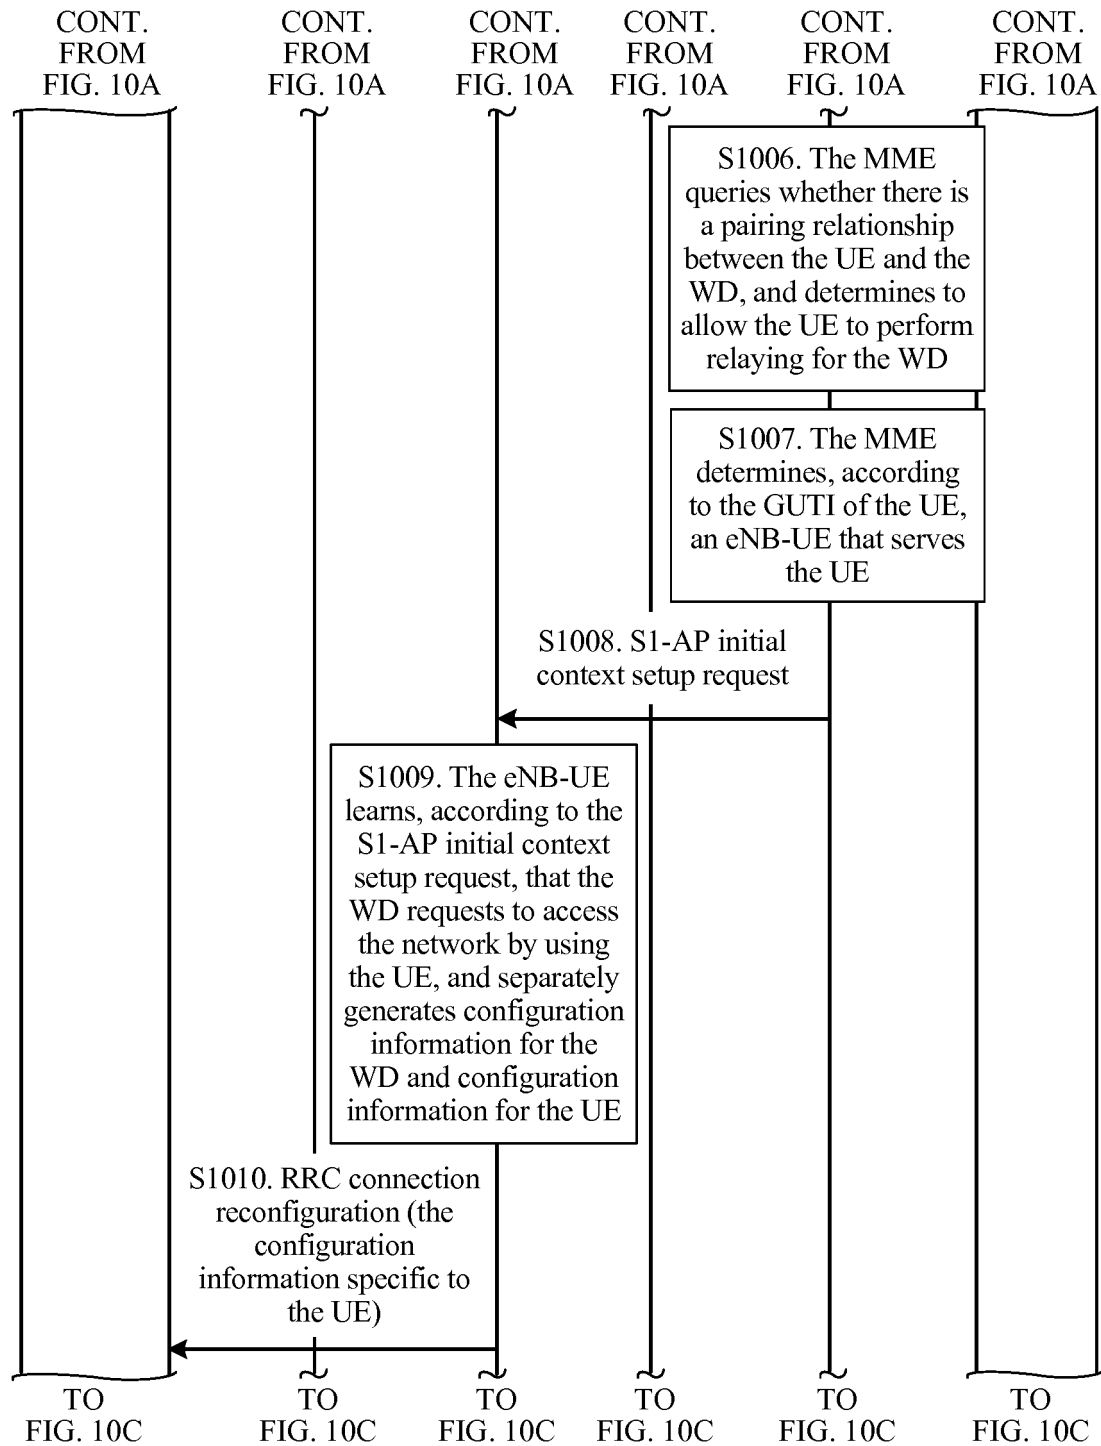 CONT.
FROM
FIG. 10A
CONT.
FROM
FIG. 10A
CONT.
FROM
FIG. 10A
CONT.
FROM
FIG. 10A
CONT.
FROM
FIG. 10A
CONT.
FROM
FIG. 10A
S1006. The MME
queries whether there is
a pairing relationship
between the UE and the
WD, and determines to
allow the UE to perform
relaying for the WD
S1007. The MME
determines, according
to the GUTI of the UE,
an eNB-UE that serves
the UE
S1008. S1-AP initial
context setup request
S1009. The eNB-UE
learns, according to the
S1-AP initial context
setup request, that the
WD requests to access
the network by using
the UE, and separately
generates configuration
information for the
WD and configuration
information for the UE
S1010. RRC connection
reconfiguration (the
configuration
information specific to
the UE)
TO
FIG. 10C
TO
FIG. 10C
TO
FIG. 10C
TO
FIG. 10C
TO
FIG. 10C
TO
FIG. 10C